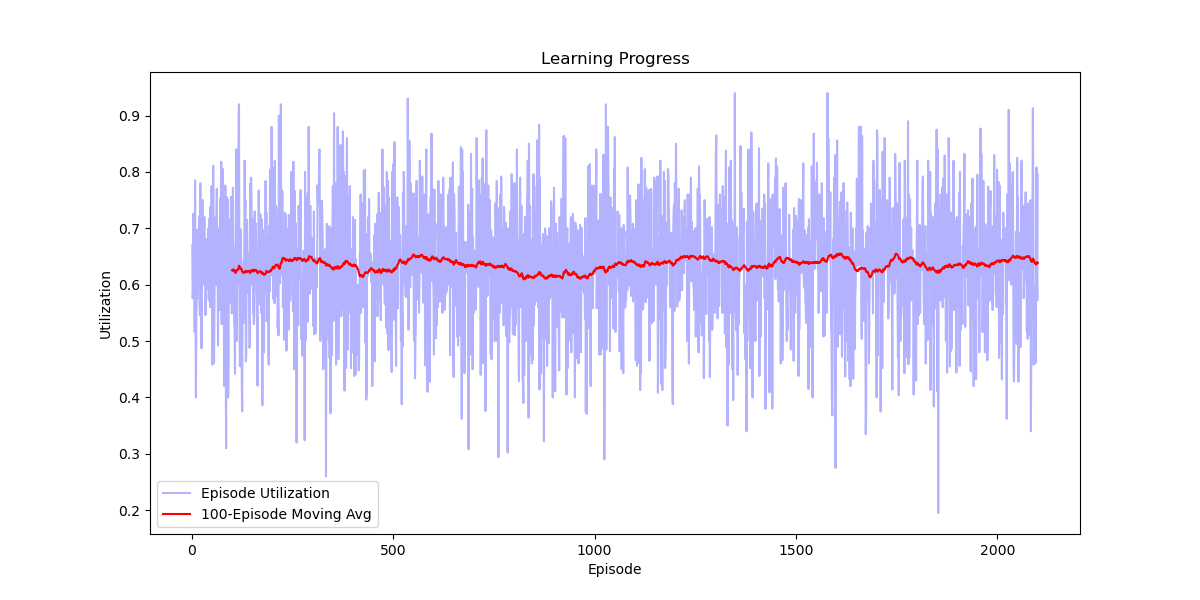 Learning Progress
Utilization
0.9
0.8
0.7
0.6
0.5
0.4
0.3
0.2
Episode Utilization
100-Episode Moving Avg
0 500 1000 1500 2000
Episode